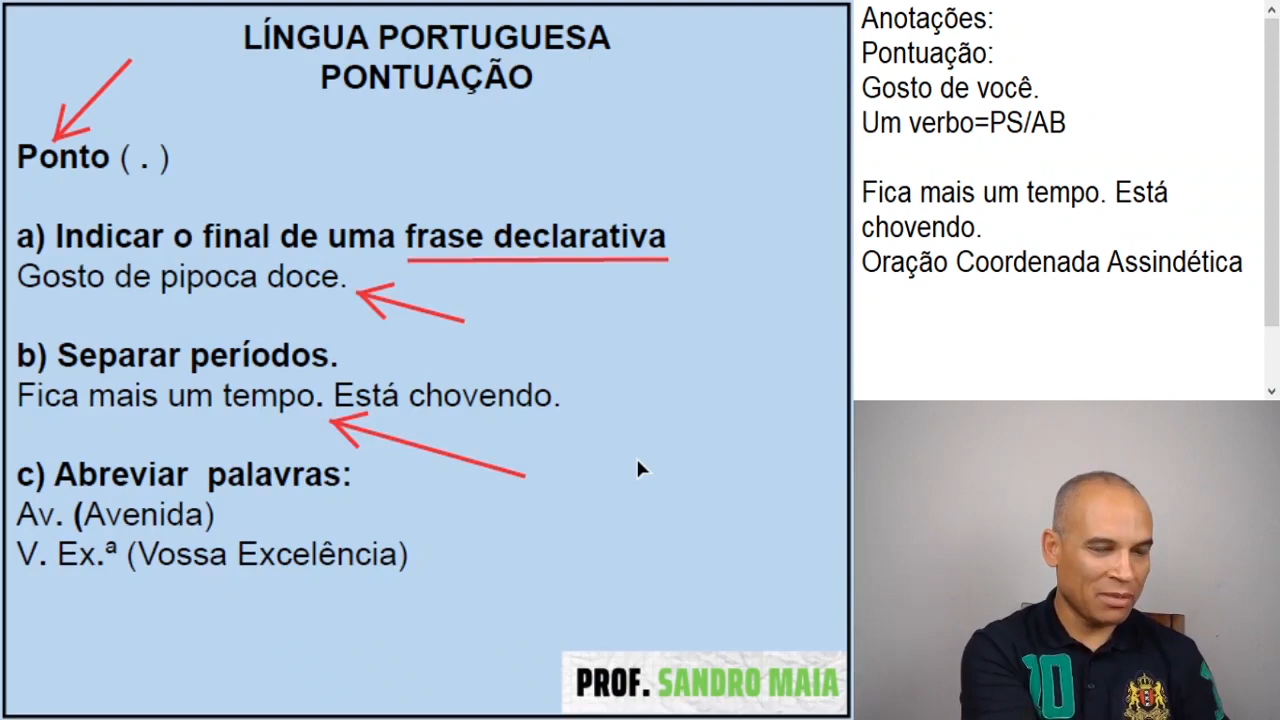 LÍNGUA PORTUGUESA
PONTUAÇÃO
Ponto ( . )
a) Indicar o final de uma frase declarativa
Gosto de pipoca doce.
b) Separar períodos.
Fica mais um tempo. Está chovendo.
c) Abreviar palavras:
Av. (Avenida)
V. Ex.ª (Vossa Excelência)
PROF. SANDRO MAIA
Anotações:
Pontuação:
Gosto de você.
Um verbo=PS/AB
Fica mais um tempo. Está
chovendo.
Oração Coordenada Assindética